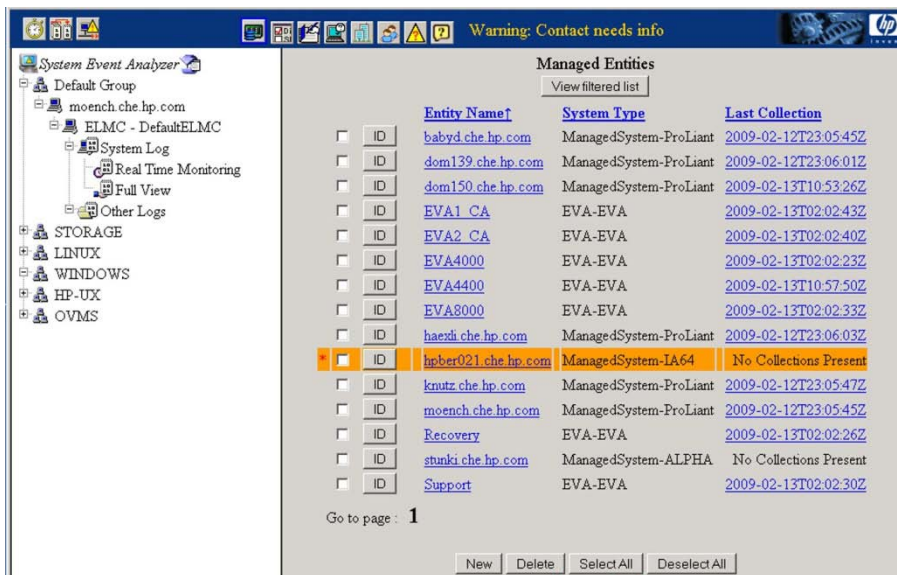 Warning: Contact needs info
hp
System Event Analyzer
Default Group
moench.che.hp.com
ELMC - DefaultELMC
System Log
Real Time Monitoring
Full View
Other Logs
STORAGE
LINUX
WINDOWS
HP-UX
OVMS
Managed Entities
View filtered list
Entity Name↑ System Type Last Collection
ID babyd.che.hp.com ManagedSystem-ProLiant 2009-02-12T23:05:45Z
ID dom139.che.hp.com ManagedSystem-ProLiant 2009-02-12T23:06:01Z
ID dom150.che.hp.com ManagedSystem-ProLiant 2009-02-13T10:53:26Z
ID EVA1_CA EVA-EVA 2009-02-13T02:02:43Z
ID EVA2_CA EVA-EVA 2009-02-13T02:02:40Z
ID EVA4000 EVA-EVA 2009-02-13T02:02:23Z
ID EVA4400 EVA-EVA 2009-02-13T10:57:50Z
ID EVA8000 EVA-EVA 2009-02-13T02:02:33Z
ID haexli.che.hp.com ManagedSystem-ProLiant 2009-02-12T23:06:03Z
* ID hpber021.che.hp.com ManagedSystem-IA64 No Collections Present
ID knutz.che.hp.com ManagedSystem-ProLiant 2009-02-12T23:05:47Z
ID moench.che.hp.com ManagedSystem-ProLiant 2009-02-12T23:05:45Z
ID Recovery EVA-EVA 2009-02-13T02:02:26Z
ID stunki.che.hp.com ManagedSystem-ALPHA No Collections Present
ID Support EVA-EVA 2009-02-13T02:02:30Z
Go to page : 1
New Delete Select All Deselect All